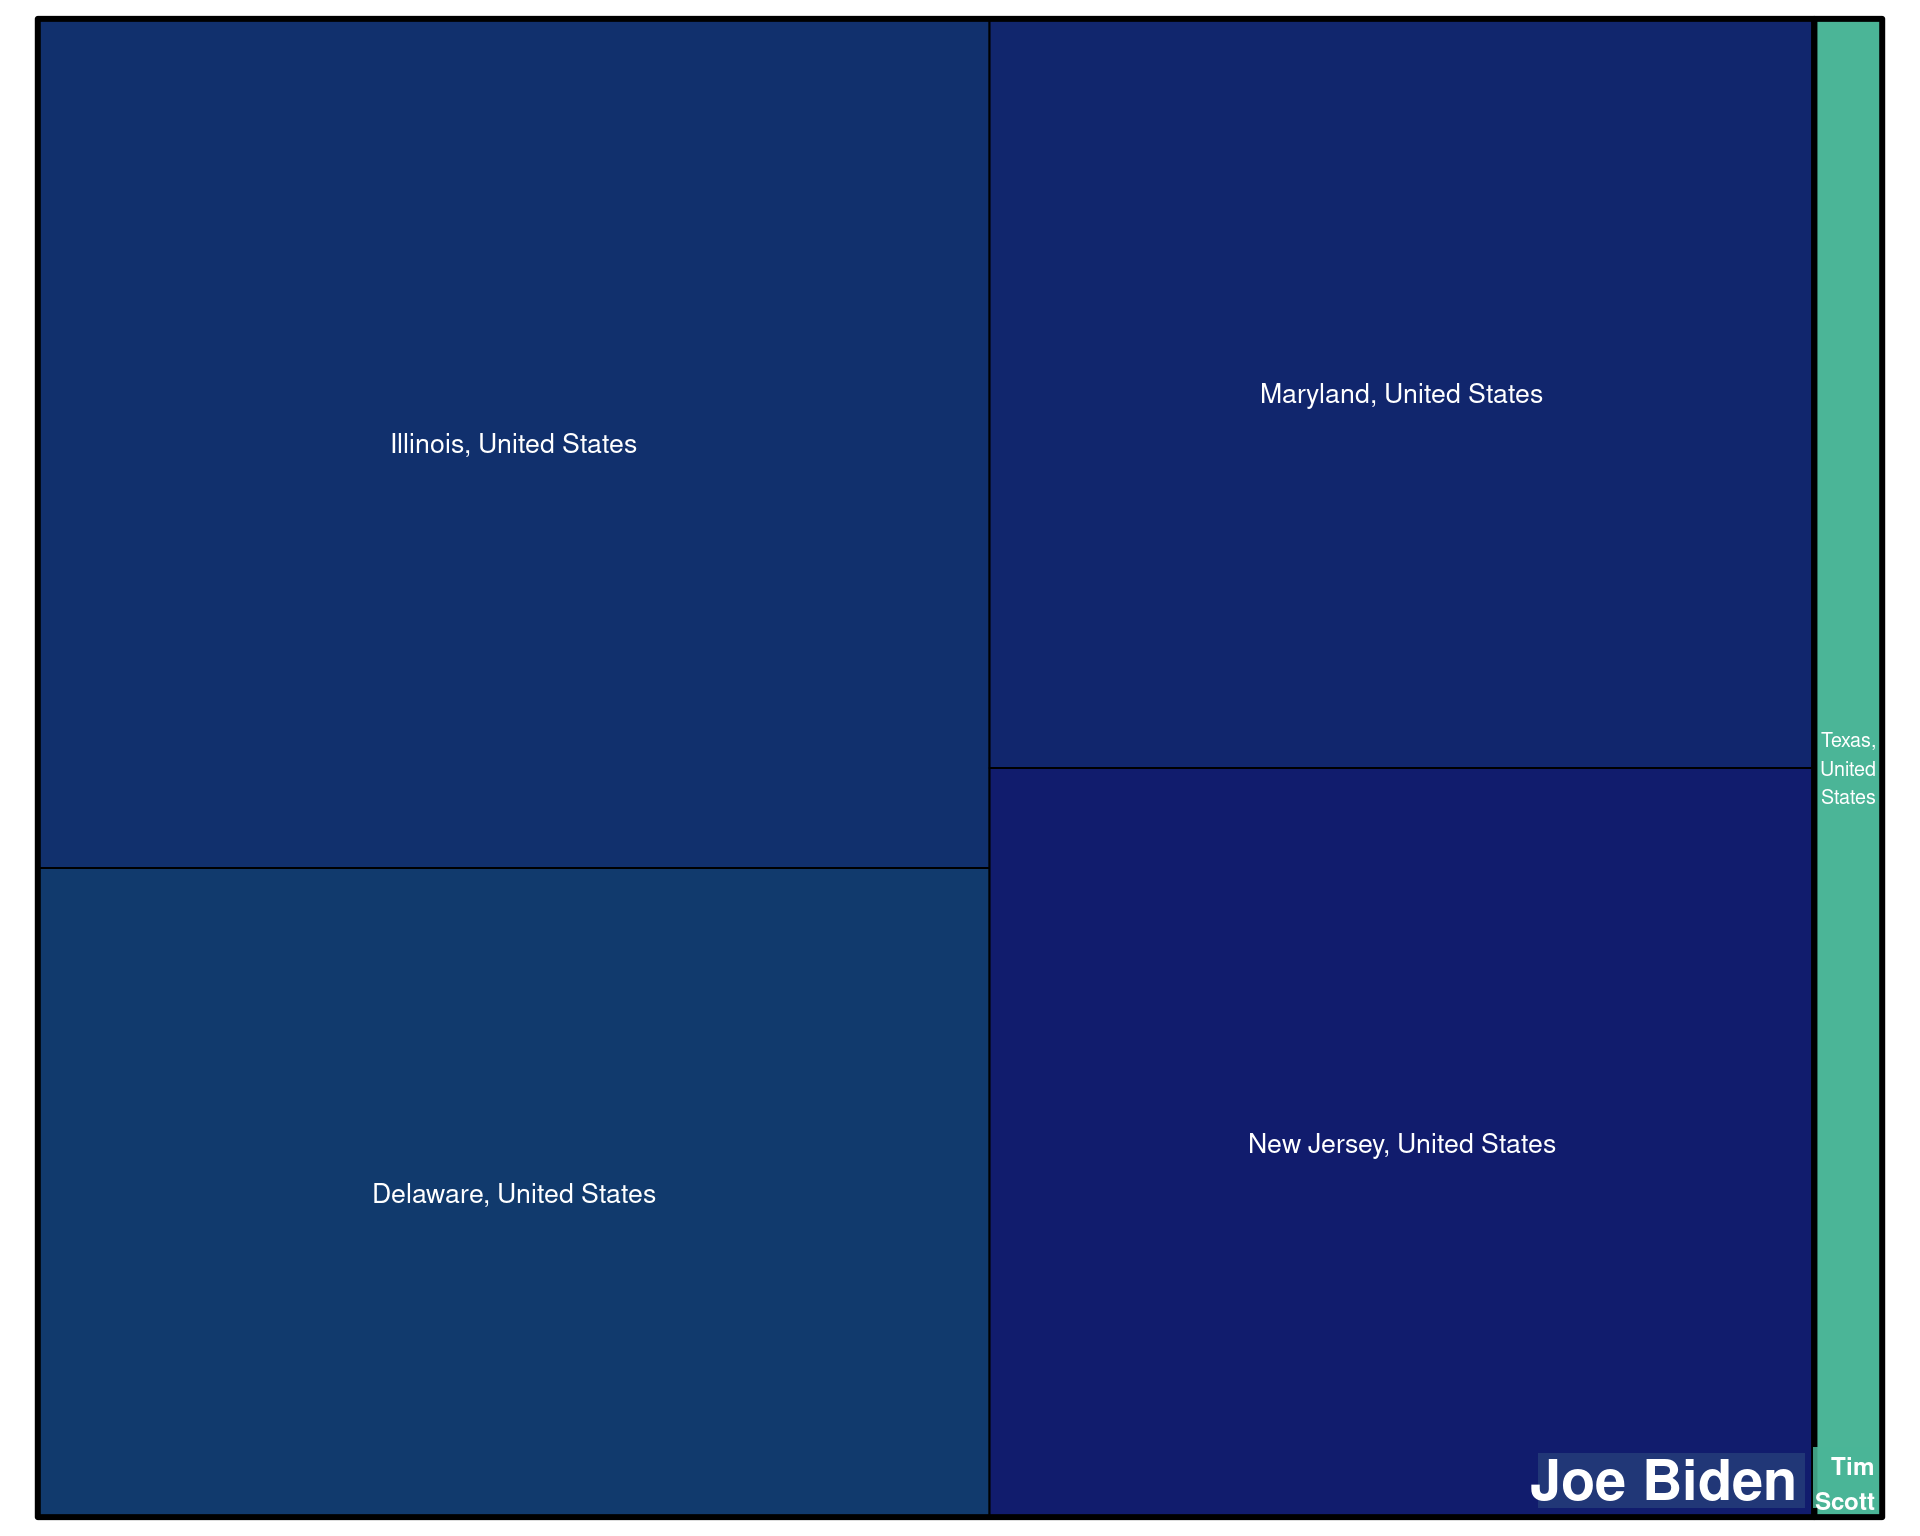 Illinois, United States
Maryland, United States
Delaware, United States
New Jersey, United States
Joe Biden
Texas,
United
States
Tim
Scott